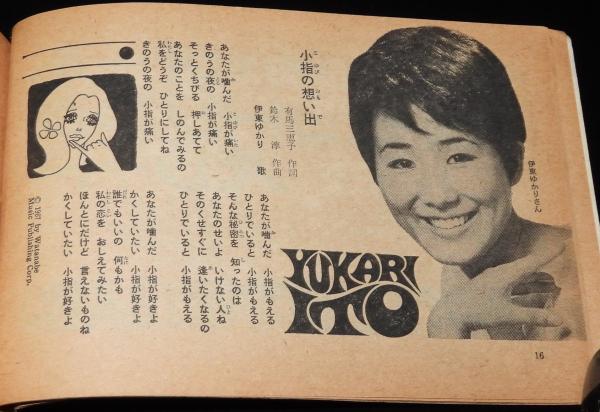 伊東ゆかりさん
小指の想い出
有馬三恵子 作詞
鈴木 淳 作曲
伊東ゆかり 歌
あなたが噛んだ 小指が痛い
きのうの夜の 小指が痛い
そっとくちびる 押しあてて
あなたのことを しのんでみるの
私をどうぞ ひとりにしてね
きのうの夜の 小指が痛い
あなたが噛んだ 小指がもえる
ひとりでいると 小指がもえる
そんな秘密を 知ったのは
あなたのせいよ いけない人ね
そのくせすぐに 逢いたくなるの
ひとりでいると 小指がもえる
あなたが噛んだ 小指が好きよ
かくしていたい 小指が好きよ
誰でもいいの 何もかも
私の恋を おしえてみたい
ほんとにだけど 言えないものね
かくしていたい 小指が好きよ
© 1967 by Watanabe
Music Publishing Corp.
YUKARI
ITO
16